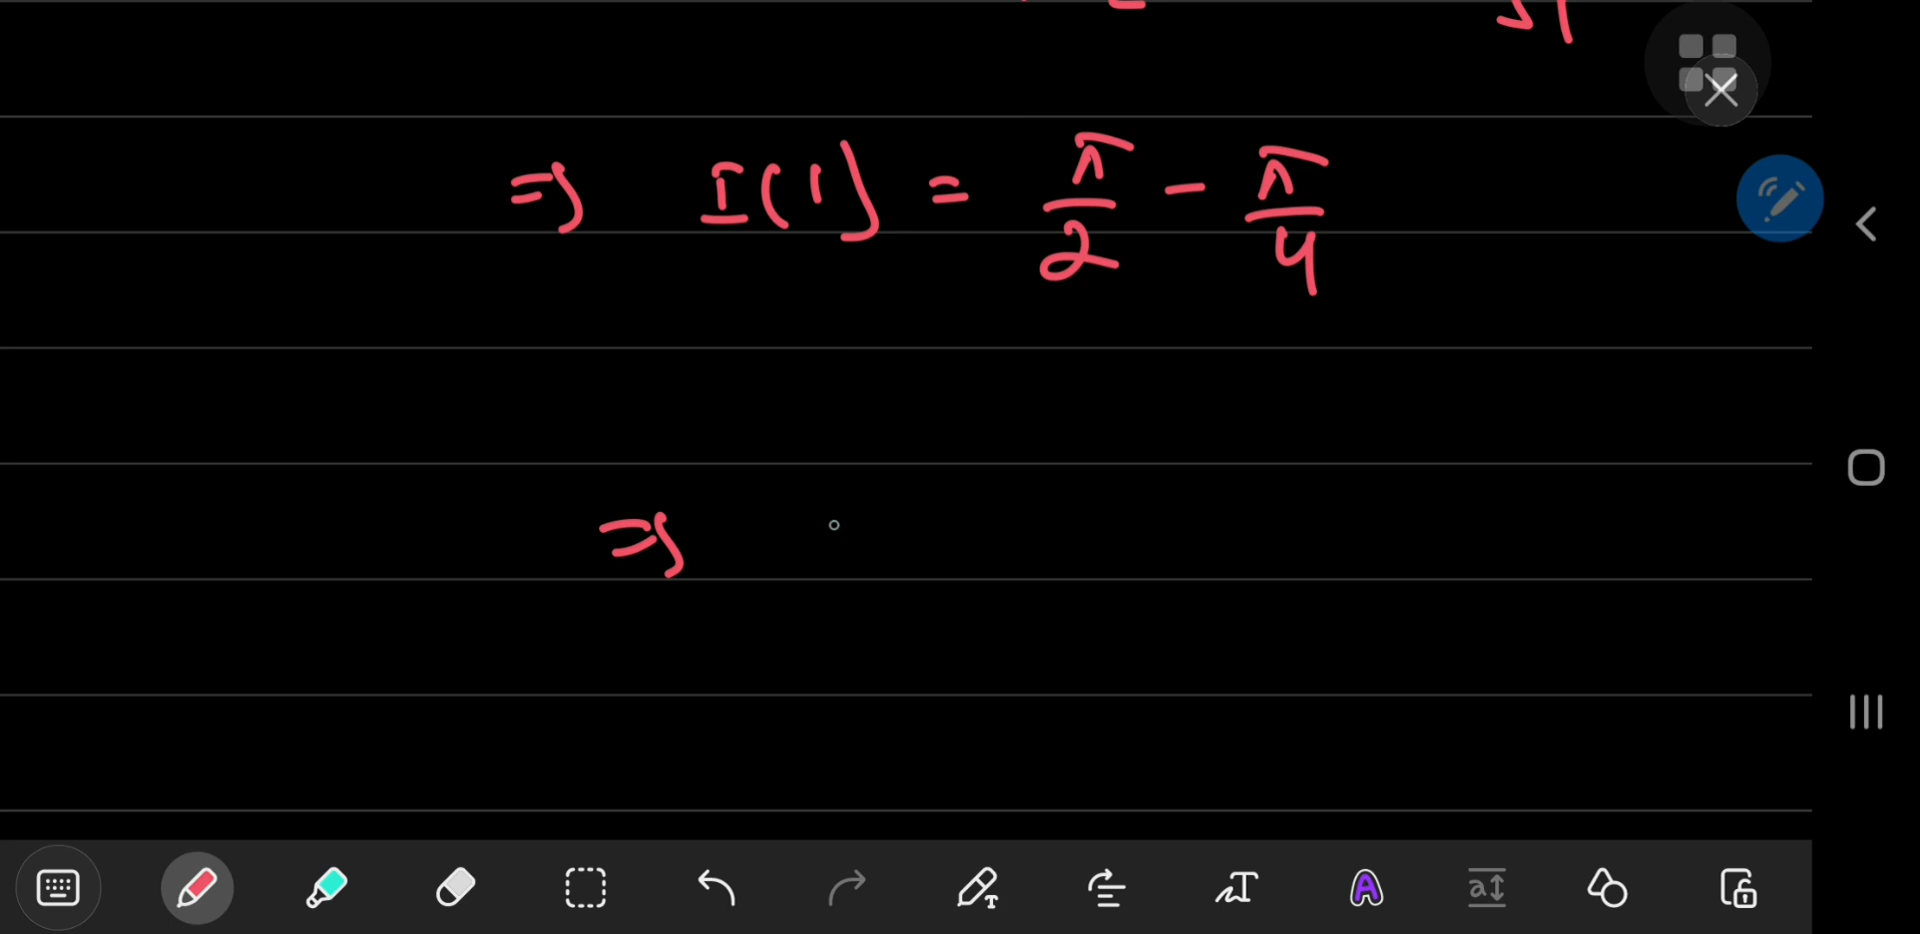 ⇒ I(1) = π/2 - π/4
⇒